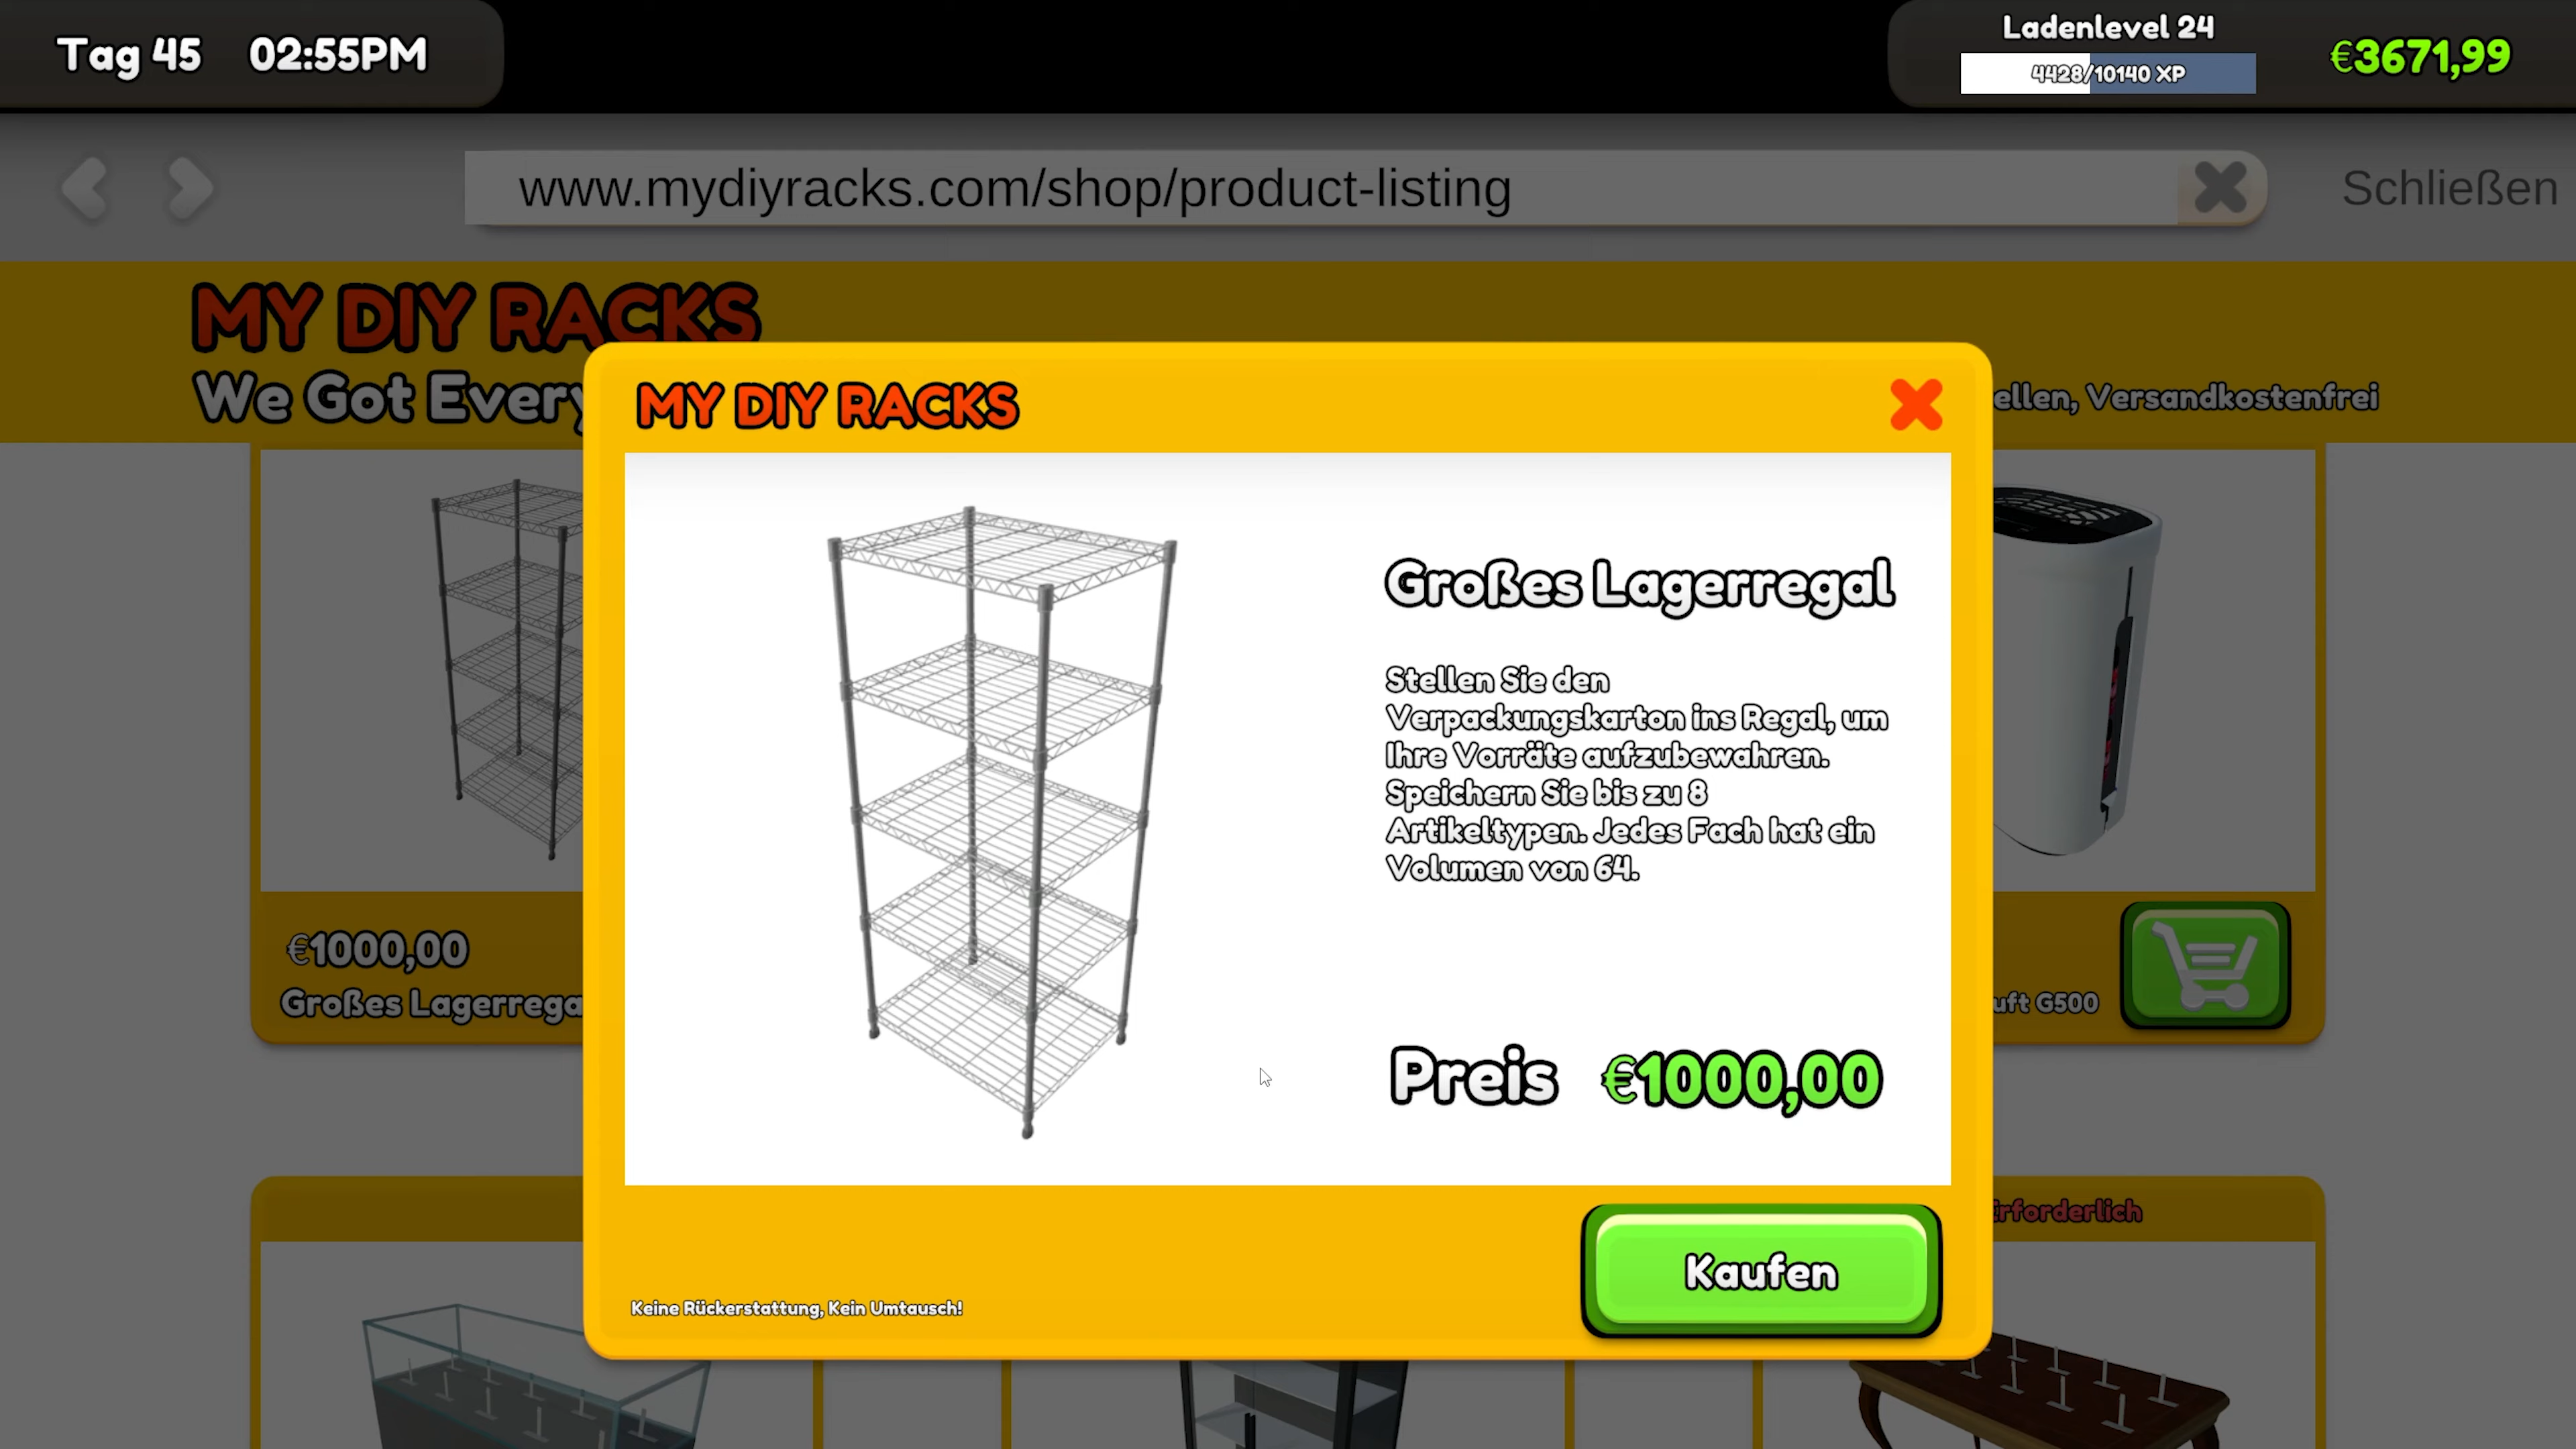 Tag 45 02:55PM
Ladenlevel 24
4428/10140 XP
€3671,99
www.mydiyracks.com/shop/product-listing
Schließen
MY DIY RACKS
We Got Every
ellen, Versandkostenfrei
MY DIY RACKS
Großes Lagerregal
Stellen Sie den
Verpackungskarton ins Regal, um
Ihre Vorräte aufzubewahren.
Speichern Sie bis zu 8
Artikeltypen. Jedes Fach hat ein
Volumen von 64.
Preis €1000,00
€1000,00
Großes Lagerrega
uft G500
Erforderlich
Kaufen
Keine Rückerstattung, Kein Umtausch!